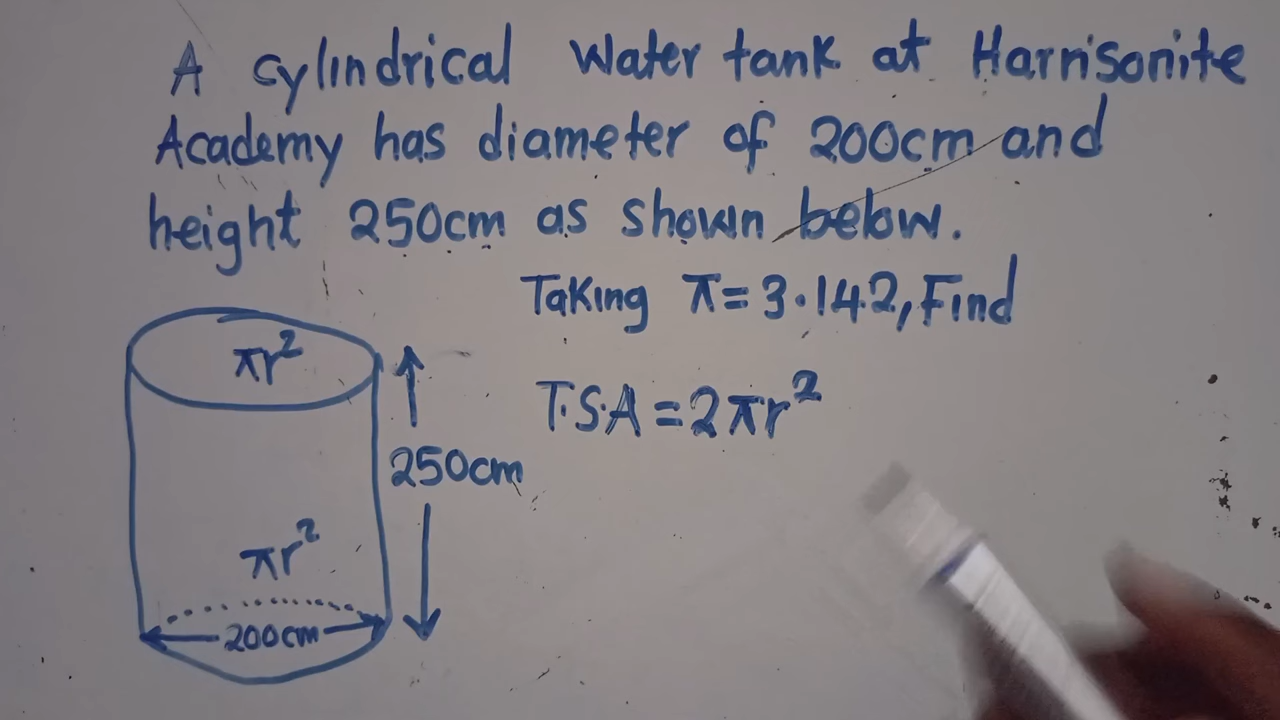 A cylindrical Water tank at Harrisonite
Academy has diameter of 200cm and
height 250cm as shown below.
Taking π=3.142, Find
πr²
T.S.A = 2πr²
250cm
πr²
200cm